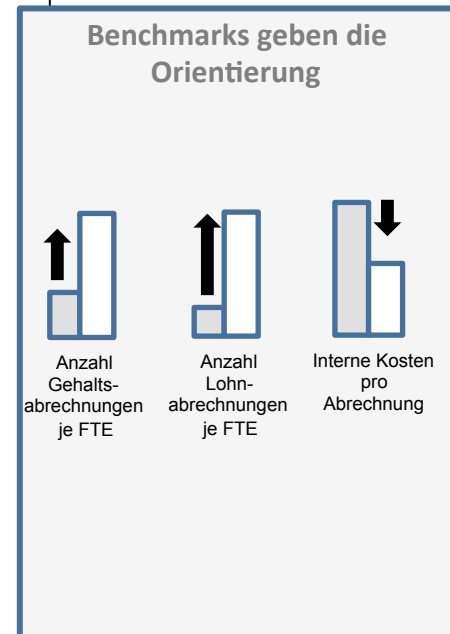 Benchmarks geben die
Orientierung
Anzahl
Gehalts-
abrechnungen
je FTE
Anzahl
Lohn-
abrechnungen
je FTE
Interne Kosten
pro
Abrechnung